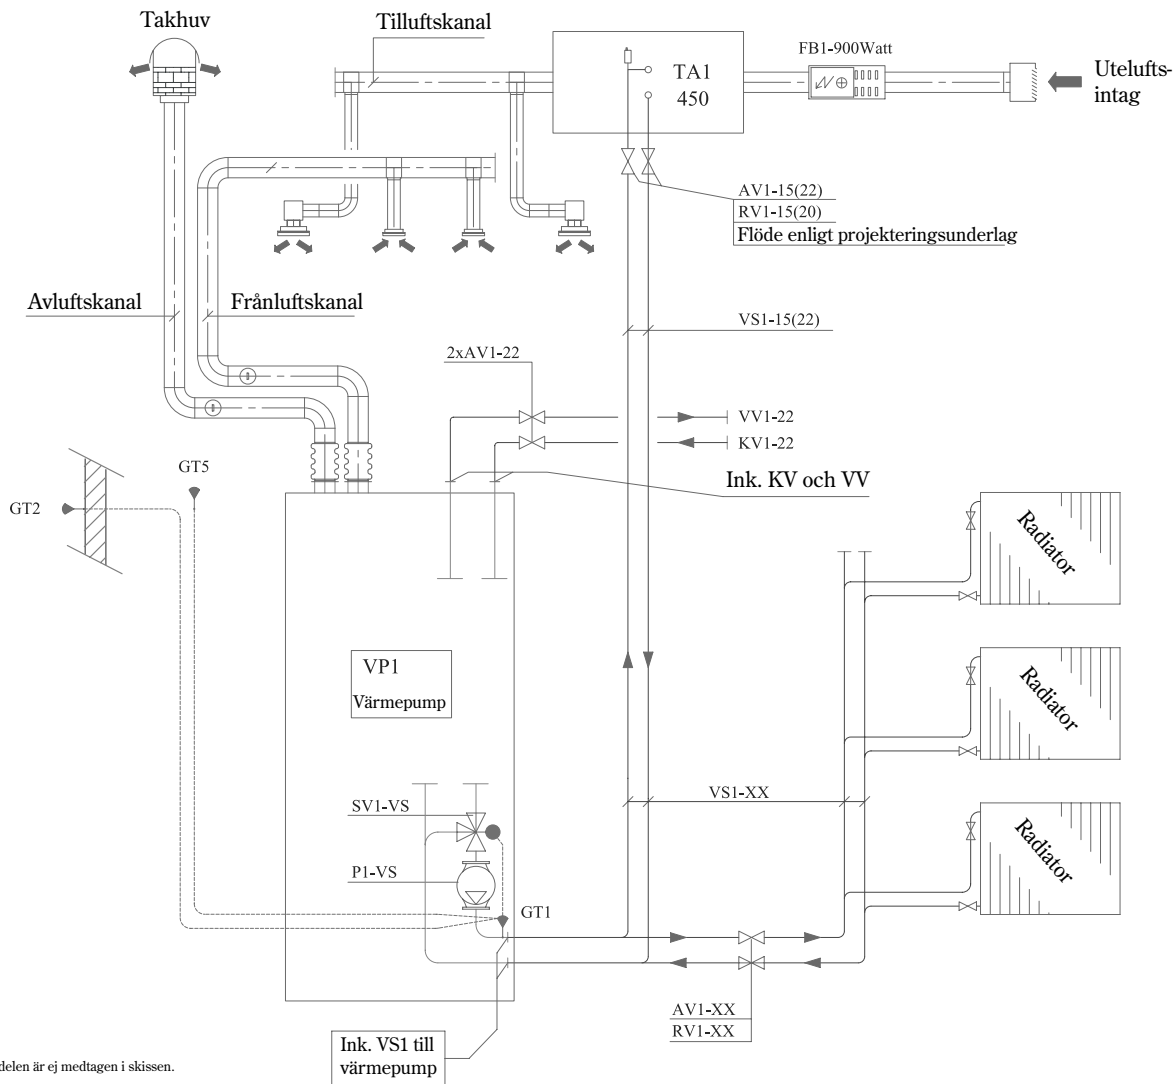 Takhuv
Tilluftskanal
FB1-900Watt
TA1
450
Utelufts-
intag
AV1-15(22)
RV1-15(20)
Flöde enligt projekteringsunderlag
Avluftskanal
Frånluftskanal
VS1-15(22)
2xAV1-22
VV1-22
KV1-22
Ink. KV och VV
GT5
GT2
Radiator
VP1
Värmepump
Radiator
VS1-XX
SV1-VS
Radiator
P1-VS
GT1
AV1-XX
RV1-XX
Ink. VS1 till
värmepump
delen är ej medtagen i skissen.